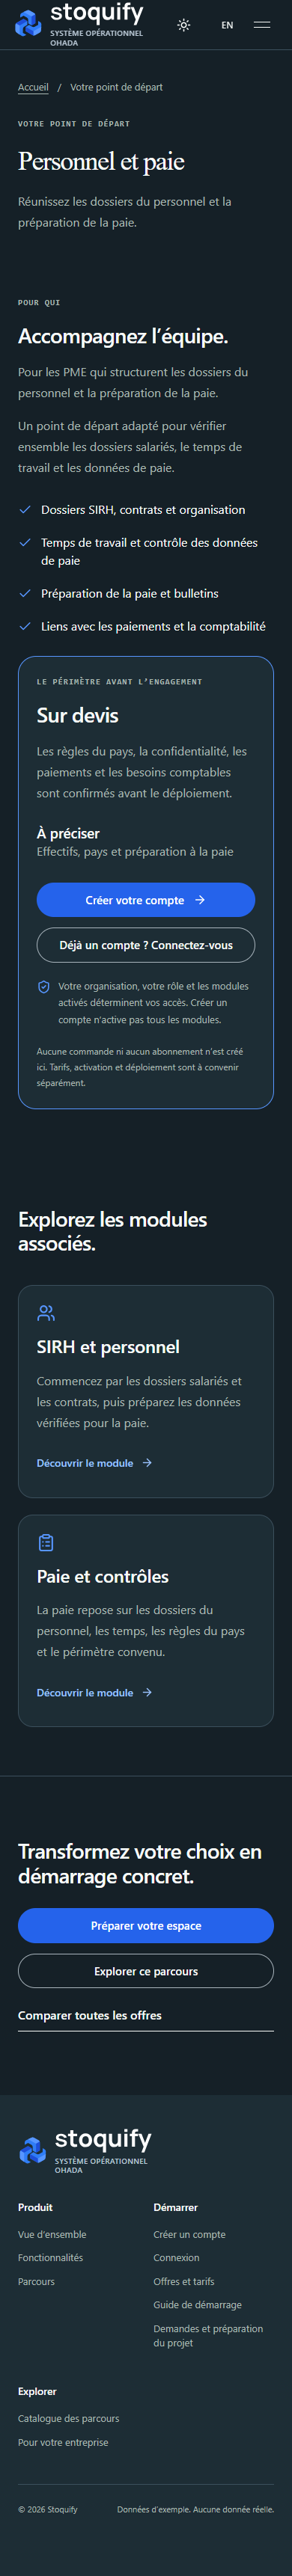 stoquify
SYSTÈME OPÉRATIONNEL
OHADA
EN
Accueil / Votre point de départ
VOTRE POINT DE DÉPART
Personnel et paie
Réunissez les dossiers du personnel et la
préparation de la paie.
POUR QUI
Accompagnez l’équipe.
Pour les PME qui structurent les dossiers du
personnel et la préparation de la paie.
Un point de départ adapté pour vérifier
ensemble les dossiers salariés, le temps de
travail et les données de paie.
Dossiers SIRH, contrats et organisation
Temps de travail et contrôle des données
de paie
Préparation de la paie et bulletins
Liens avec les paiements et la comptabilité
LE PÉRIMÈTRE AVANT L’ENGAGEMENT
Sur devis
Les règles du pays, la confidentialité, les
paiements et les besoins comptables
sont confirmés avant le déploiement.
À préciser
Effectifs, pays et préparation à la paie
Créer votre compte
Déjà un compte ? Connectez-vous
Votre organisation, votre rôle et les modules
activés déterminent vos accès. Créer un
compte n’active pas tous les modules.
Aucune commande ni aucun abonnement n’est créé
ici. Tarifs, activation et déploiement sont à convenir
séparément.
Explorez les modules
associés.
SIRH et personnel
Commencez par les dossiers salariés et
les contrats, puis préparez les données
vérifiées pour la paie.
Découvrir le module
Paie et contrôles
La paie repose sur les dossiers du
personnel, les temps, les règles du pays
et le périmètre convenu.
Découvrir le module
Transformez votre choix en
démarrage concret.
Préparer votre espace
Explorer ce parcours
Comparer toutes les offres
stoquify
SYSTÈME OPÉRATIONNEL
OHADA
Produit
Vue d’ensemble
Fonctionnalités
Parcours
Démarrer
Créer un compte
Connexion
Offres et tarifs
Guide de démarrage
Demandes et préparation
du projet
Explorer
Catalogue des parcours
Pour votre entreprise
© 2026 Stoquify
Données d’exemple. Aucune donnée réelle.